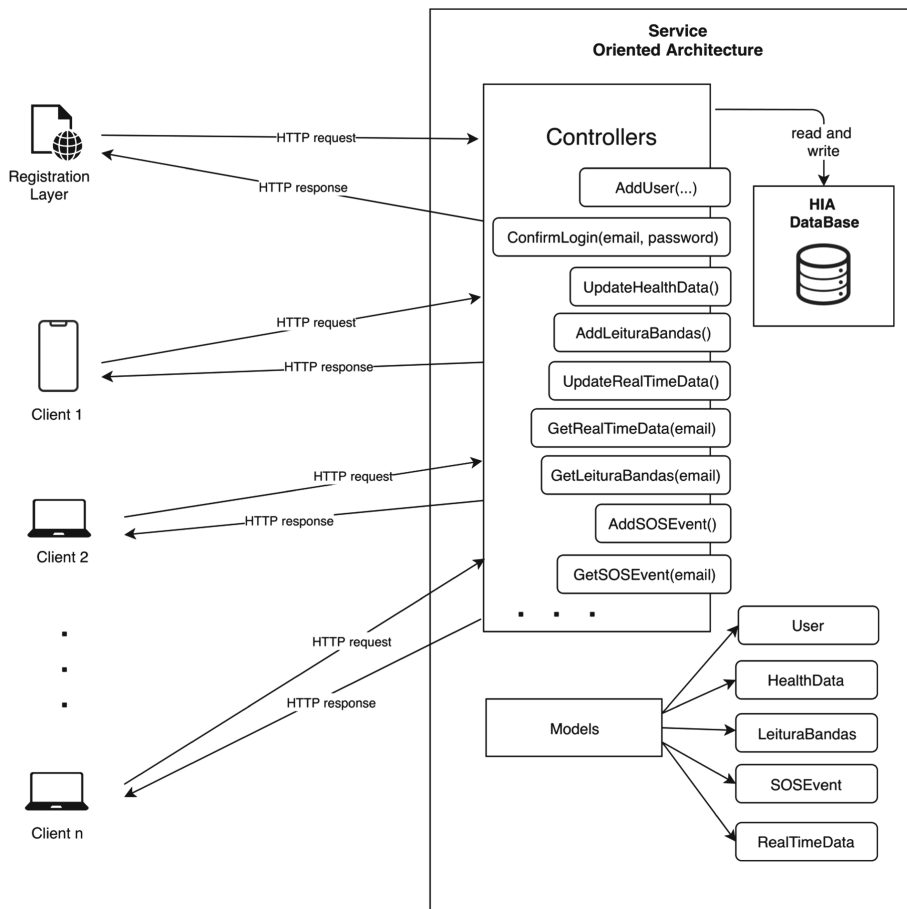 Service
Oriented Architecture
Controllers
read and
write
HIA
DataBase
AddUser(...)
ConfirmLogin(email, password)
UpdateHealthData()
AddLeituraBandas()
UpdateRealTimeData()
GetRealTimeData(email)
GetLeituraBandas(email)
AddSOSEvent()
GetSOSEvent(email)
. . .
Registration
Layer
HTTP request
HTTP response
Client 1
HTTP request
HTTP response
Client 2
HTTP request
HTTP response
.
.
.
Client n
HTTP request
HTTP response
Models
User
HealthData
LeituraBandas
SOSEvent
RealTimeData